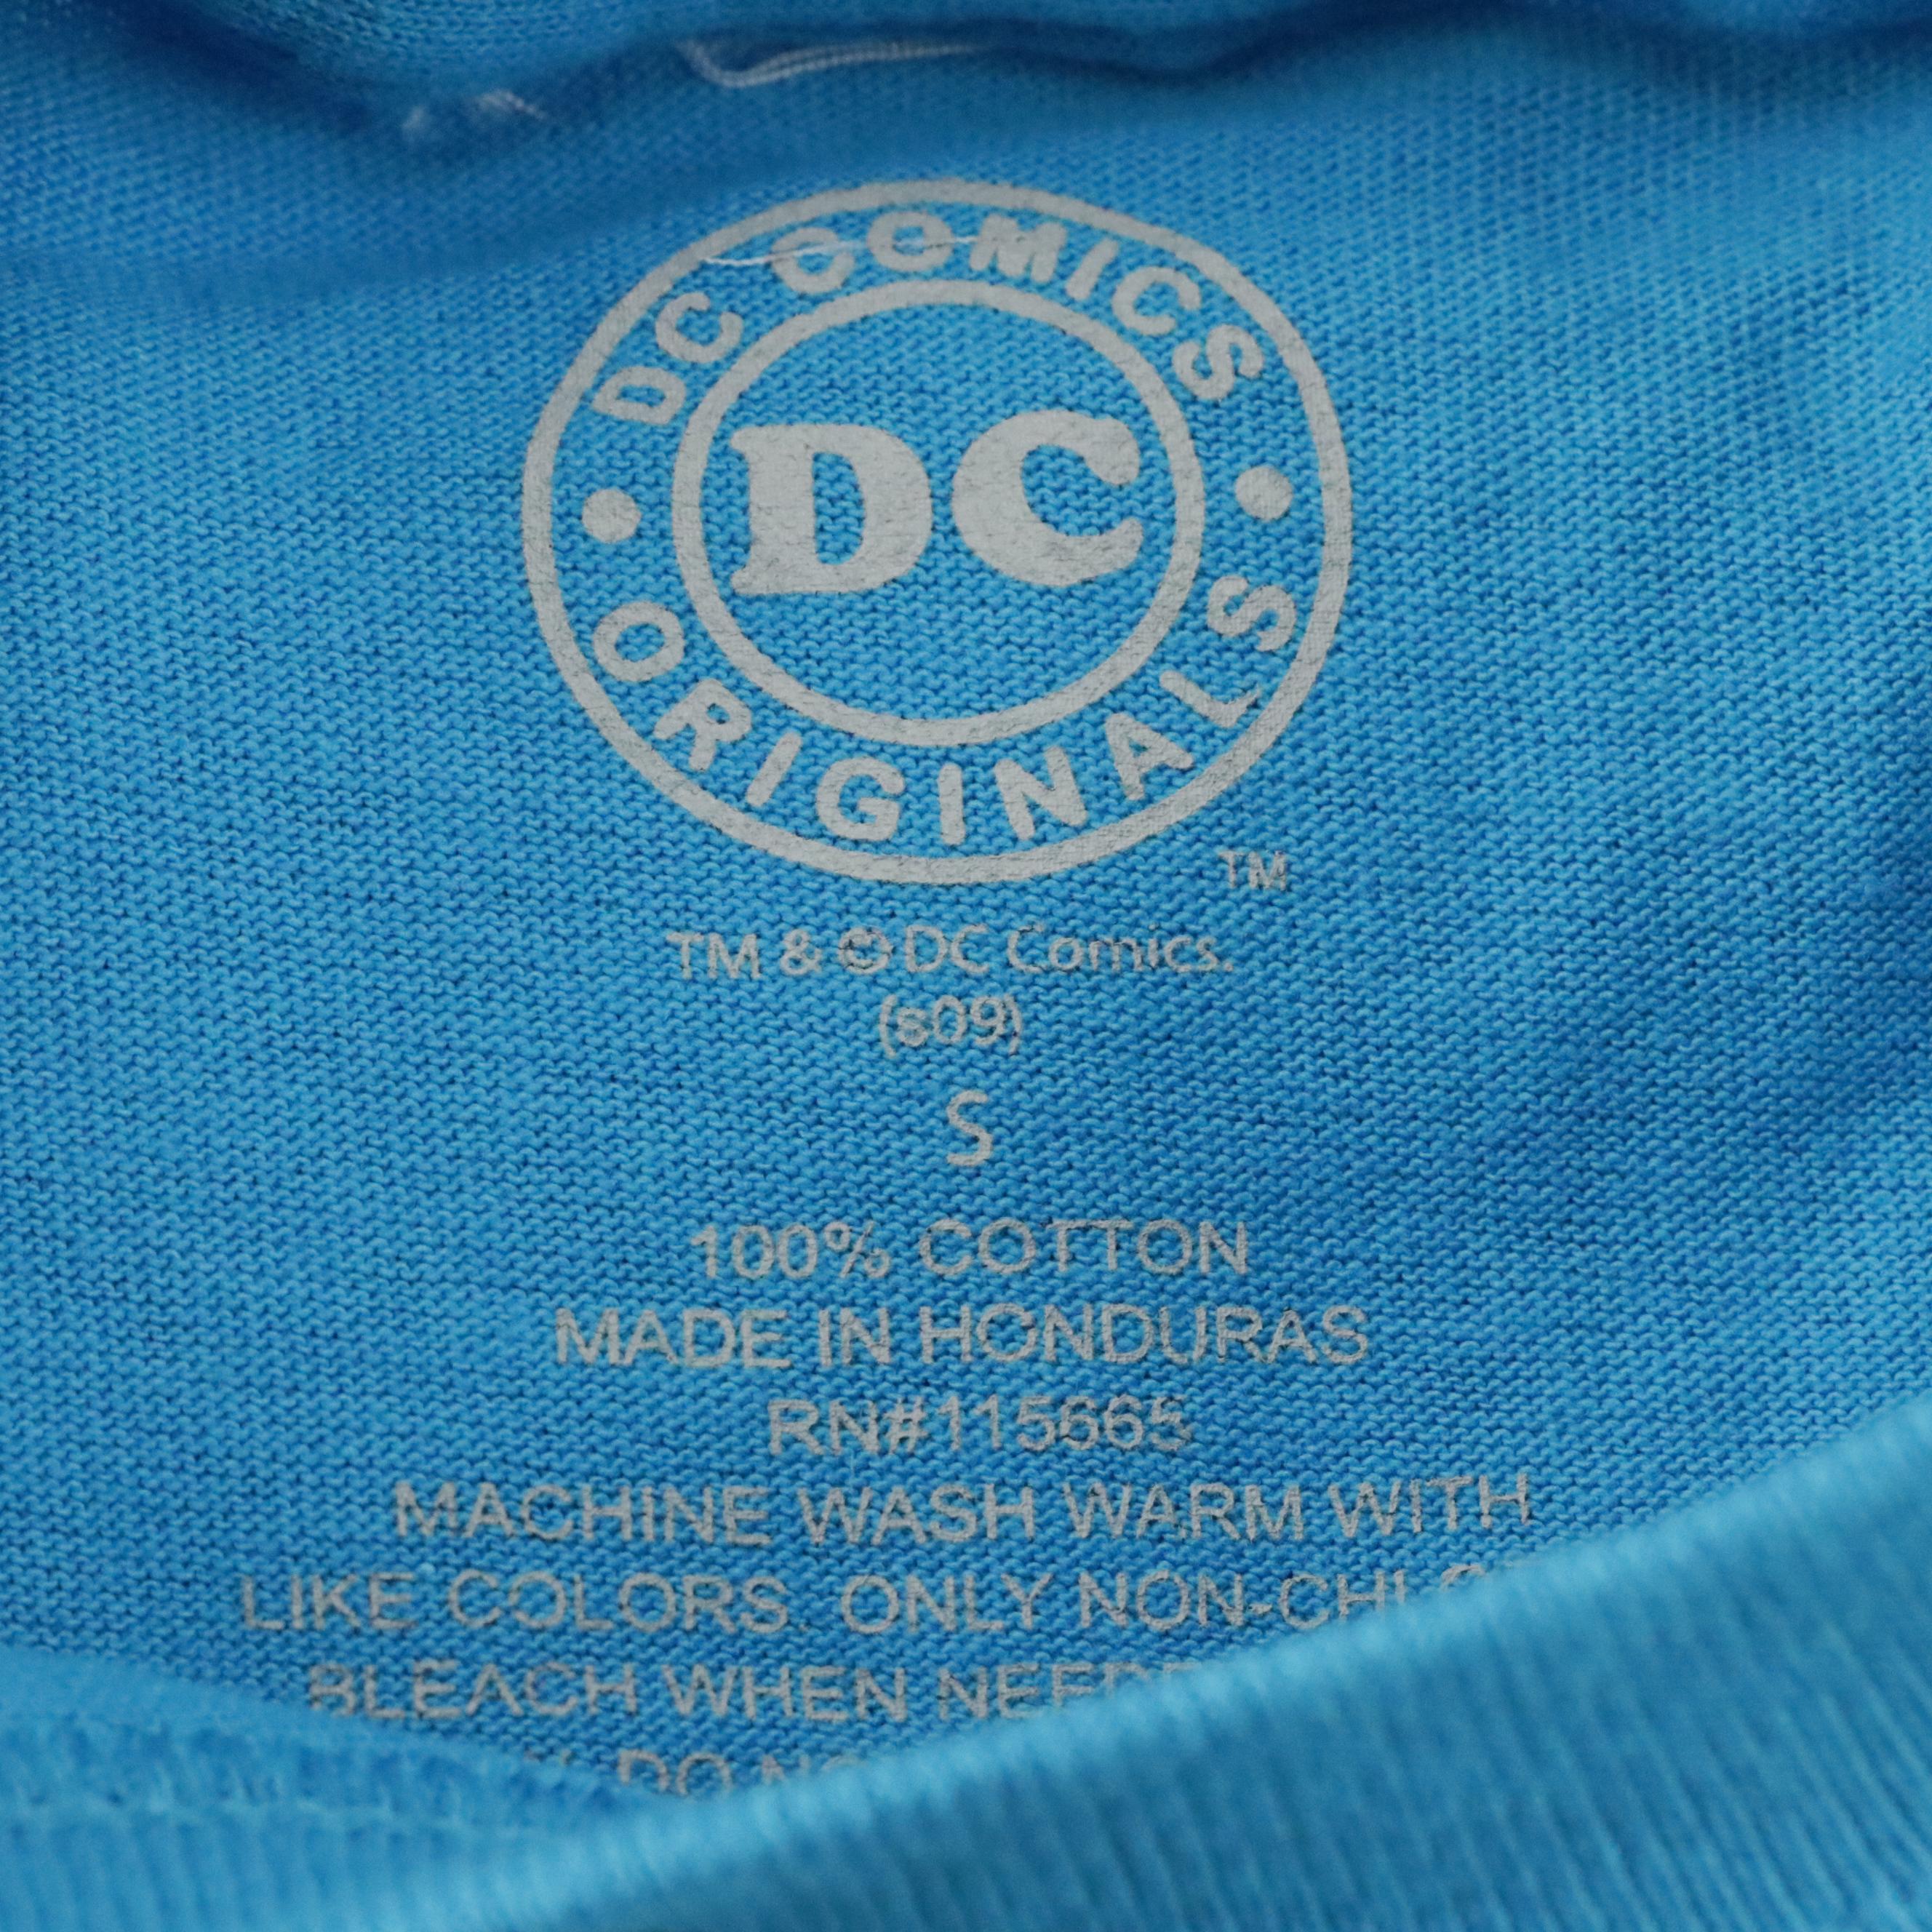 DC COMICS
DC
ORIGINALS
TM
TM & © DC Comics.
(s09)
S
100% COTTON
MADE IN HONDURAS
RN#115665
MACHINE WASH WARM WITH
LIKE COLORS. ONLY
BLEACH WHEN
DO